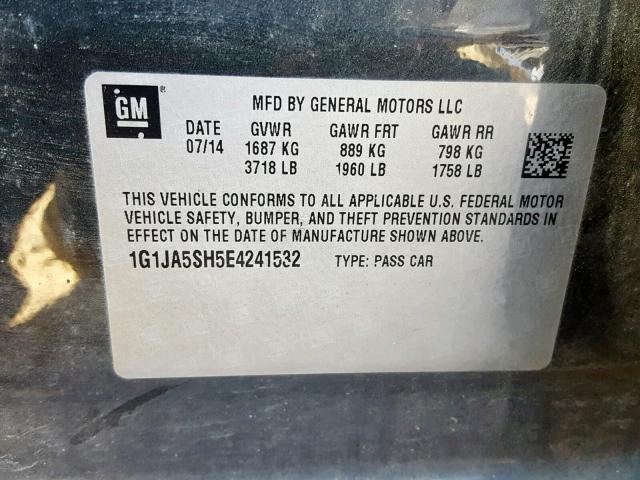 GM ®
MFD BY GENERAL MOTORS LLC
DATE GVWR GAWR FRT GAWR RR
07/14 1687 KG 889 KG 798 KG
3718 LB 1960 LB 1758 LB
THIS VEHICLE CONFORMS TO ALL APPLICABLE U.S. FEDERAL MOTOR
VEHICLE SAFETY, BUMPER, AND THEFT PREVENTION STANDARDS IN
EFFECT ON THE DATE OF MANUFACTURE SHOWN ABOVE.
1G1JA5SH5E4241532 TYPE: PASS CAR